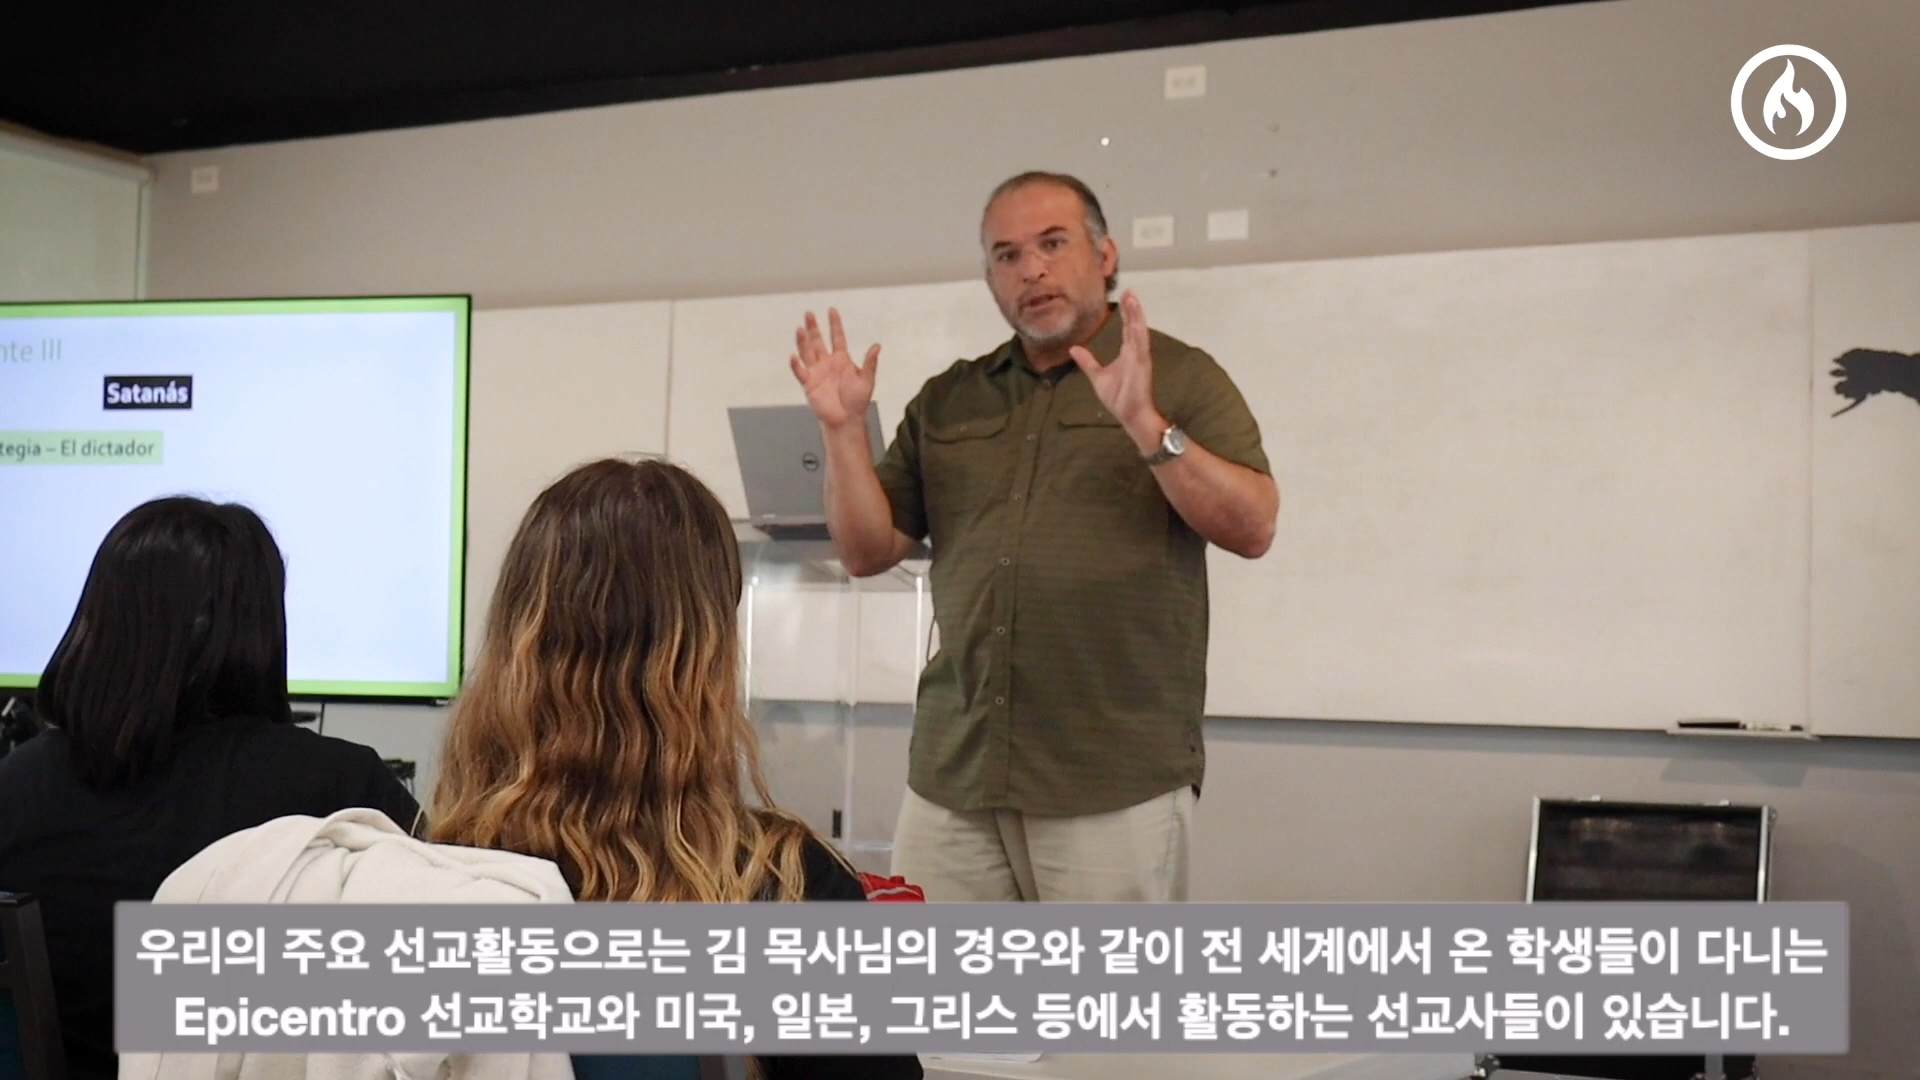 nte III
Satanás
tegia – El dictador
우리의 주요 선교활동으로는 김 목사님의 경우와 같이 전 세계에서 온 학생들이 다니는
Epicentro 선교학교와 미국, 일본, 그리스 등에서 활동하는 선교사들이 있습니다.